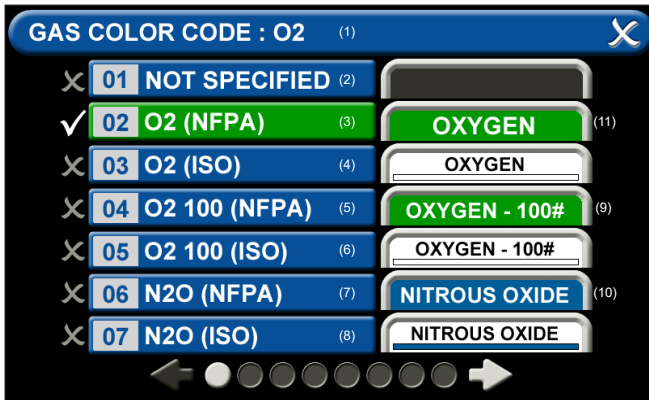 GAS COLOR CODE : O2 (1)
01 NOT SPECIFIED (2)
02 O2 (NFPA) (3) OXYGEN (11)
03 O2 (ISO) (4) OXYGEN
04 O2 100 (NFPA) (5) OXYGEN - 100# (9)
05 O2 100 (ISO) (6) OXYGEN - 100#
06 N2O (NFPA) (7) NITROUS OXIDE (10)
07 N2O (ISO) (8) NITROUS OXIDE